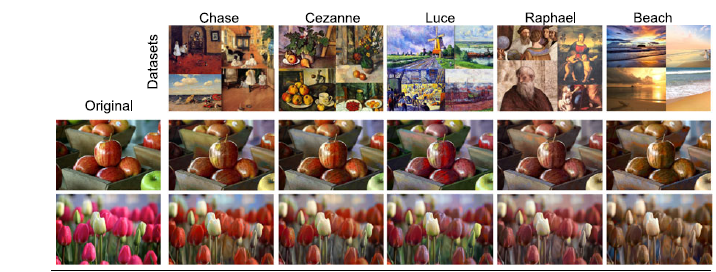 Chase Cezanne Luce Raphael Beach
Datasets
Original